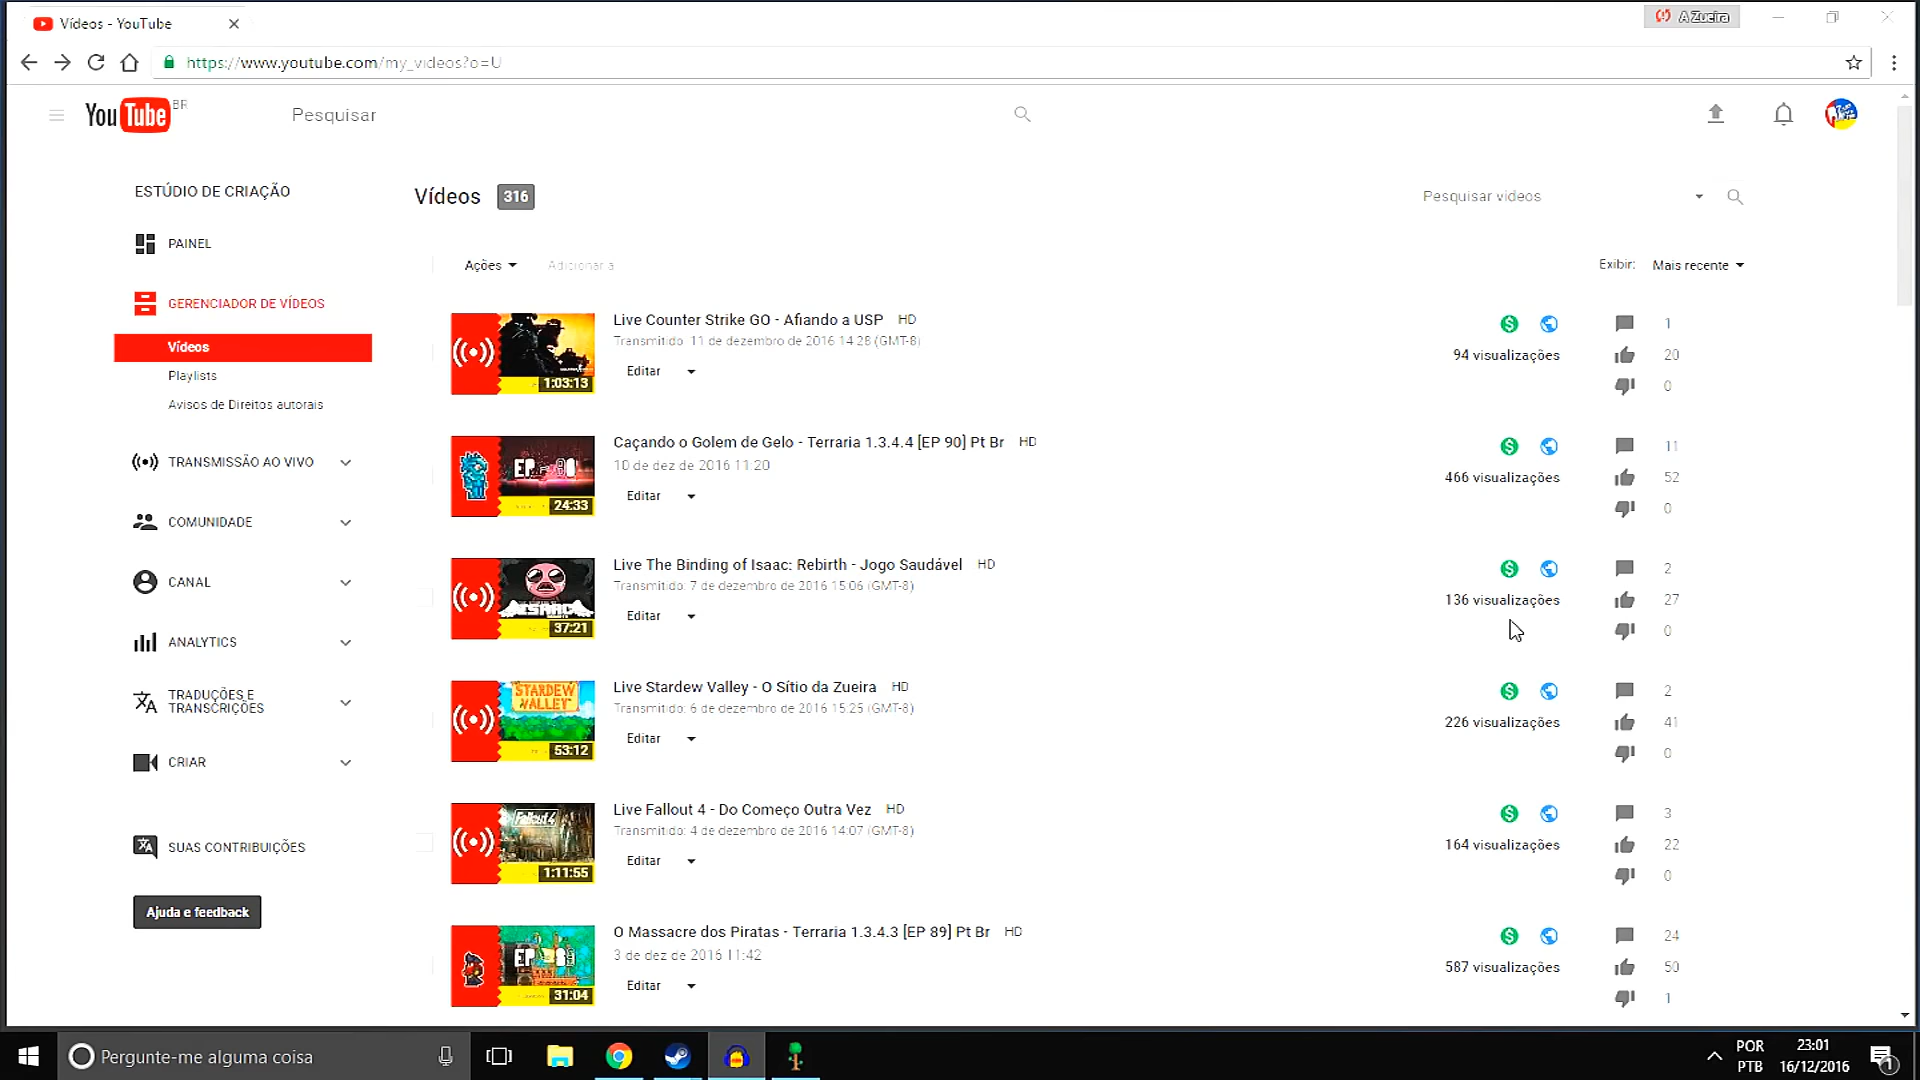 Vídeos - YouTube
A Zueira
https://www.youtube.com/my_videos?o=U
YouTube BR
Pesquisar
ESTÚDIO DE CRIAÇÃO
Vídeos 316
Pesquisar vídeos
PAINEL
Ações
Adicionar a
Exibir: Mais recente
GERENCIADOR DE VÍDEOS
Vídeos
Playlists
Avisos de Direitos autorais
TRANSMISSÃO AO VIVO
COMUNIDADE
CANAL
ANALYTICS
TRADUÇÕES E
TRANSCRIÇÕES
CRIAR
SUAS CONTRIBUIÇÕES
Ajuda e feedback
1:03:13
Live Counter Strike GO - Afiando a USP HD
Transmitido: 11 de dezembro de 2016 14:28 (GMT-8)
Editar
94 visualizações
1
20
0
EP - 90
24:33
Caçando o Golem de Gelo - Terraria 1.3.4.4 [EP 90] Pt Br HD
10 de dez de 2016 11:20
Editar
466 visualizações
11
52
0
ISAAC
37:21
Live The Binding of Isaac: Rebirth - Jogo Saudável HD
Transmitido: 7 de dezembro de 2016 15:06 (GMT-8)
Editar
136 visualizações
2
27
0
STARDEW
VALLEY
53:12
Live Stardew Valley - O Sítio da Zueira HD
Transmitido: 6 de dezembro de 2016 15:25 (GMT-8)
Editar
226 visualizações
2
41
0
Fallout 4
1:11:55
Live Fallout 4 - Do Começo Outra Vez HD
Transmitido: 4 de dezembro de 2016 14:07 (GMT-8)
Editar
164 visualizações
3
22
0
EP - 89
31:04
O Massacre dos Piratas - Terraria 1.3.4.3 [EP 89] Pt Br HD
3 de dez de 2016 11:42
Editar
587 visualizações
24
50
1
Pergunte-me alguma coisa
POR
PTB
23:01
16/12/2016
1